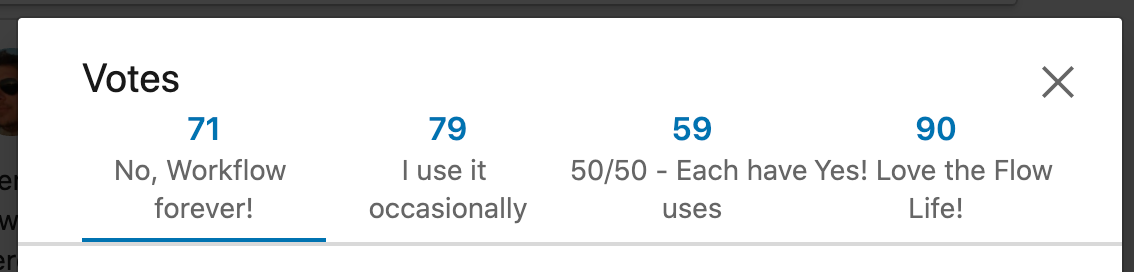 Votes
71
No, Workflow
forever!
79
I use it
occasionally
59
50/50 - Each have
uses
90
Yes! Love the Flow
Life!